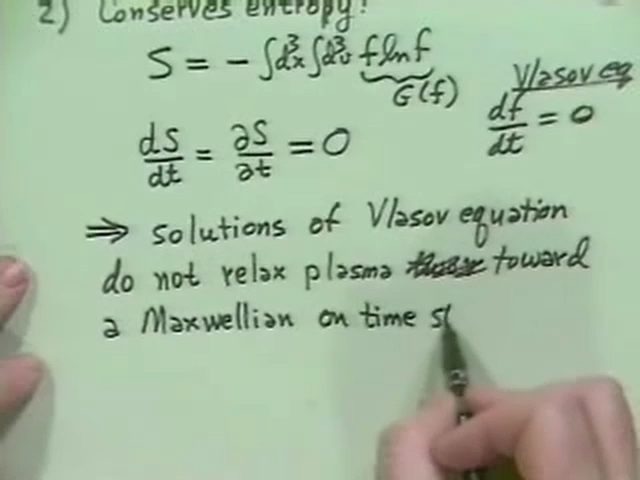 2) Conserves entropy!
S = - ∫d³x ∫d³v f ln f
G(f)
Vlasov eq
df/dt = 0
dS/dt = ∂S/∂t = 0
⇒ solutions of Vlasov equation
do not relax plasma toward
a Maxwellian on time